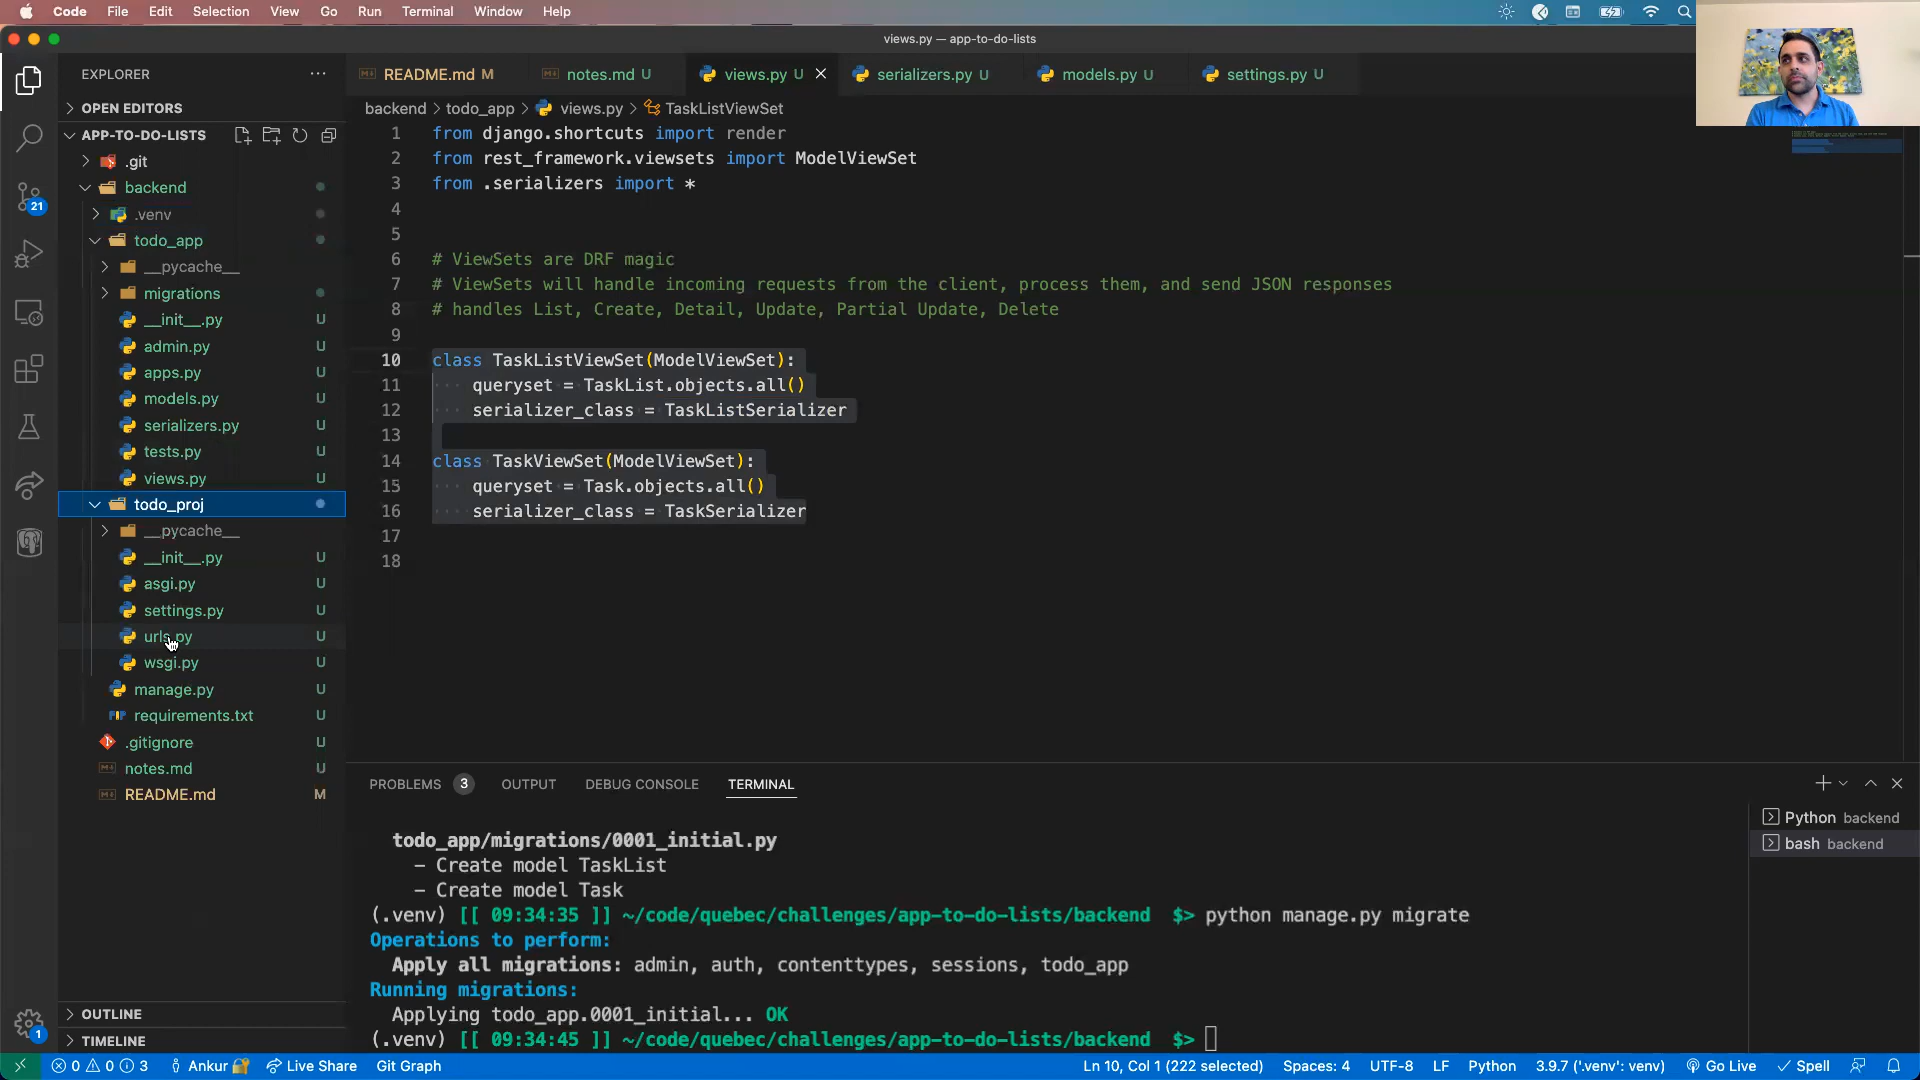 Code File Edit Selection View Go Run Terminal Window Help
views.py — app-to-do-lists
EXPLORER
README.md M
notes.md U
views.py U
serializers.py U
models.py U
settings.py U
OPEN EDITORS
backend > todo_app > views.py > TaskListViewSet
APP-TO-DO-LISTS
.git
backend
.venv
todo_app
__pycache__
migrations
__init__.py U
admin.py U
apps.py U
models.py U
serializers.py U
tests.py U
views.py U
todo_proj
__pycache__
__init__.py U
asgi.py U
settings.py U
urls.py U
wsgi.py U
manage.py U
requirements.txt U
.gitignore U
notes.md U
README.md M
OUTLINE
TIMELINE
21
1
1 from django.shortcuts import render
2 from rest_framework.viewsets import ModelViewSet
3 from .serializers import *
4
5
6 # ViewSets are DRF magic
7 # ViewSets will handle incoming requests from the client, process them, and send JSON responses
8 # handles List, Create, Detail, Update, Partial Update, Delete
9
10 class TaskListViewSet(ModelViewSet):
11 queryset = TaskList.objects.all()
12 serializer_class = TaskListSerializer
13
14 class TaskViewSet(ModelViewSet):
15 queryset = Task.objects.all()
16 serializer_class = TaskSerializer
17
18
PROBLEMS 3 OUTPUT DEBUG CONSOLE TERMINAL
todo_app/migrations/0001_initial.py
– Create model TaskList
– Create model Task
(.venv) [[ 09:34:35 ]] ~/code/quebec/challenges/app-to-do-lists/backend $> python manage.py migrate
Operations to perform:
Apply all migrations: admin, auth, contenttypes, sessions, todo_app
Running migrations:
Applying todo_app.0001_initial... OK
(.venv) [[ 09:34:45 ]] ~/code/quebec/challenges/app-to-do-lists/backend $>
Python backend
bash backend
0 0 3 Ankur Live Share Git Graph Ln 10, Col 1 (222 selected) Spaces: 4 UTF-8 LF Python 3.9.7 ('.venv': venv) Go Live Spell